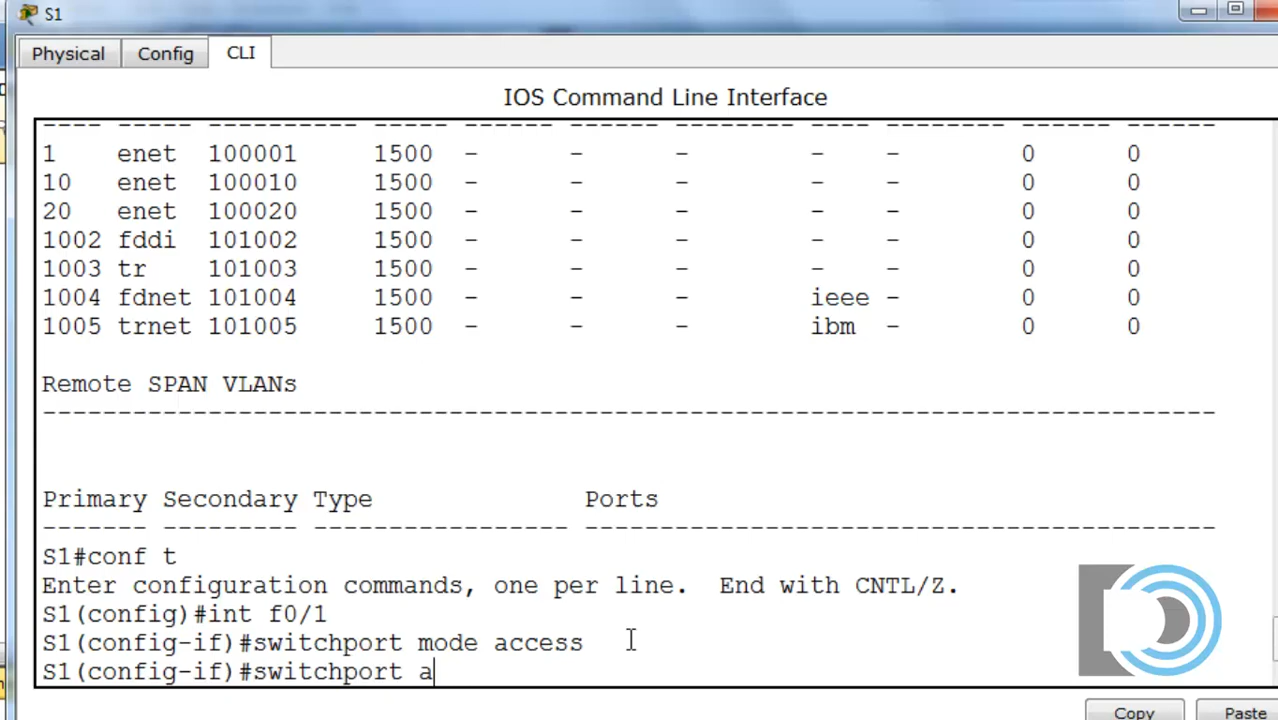 S1
Physical Config CLI
IOS Command Line Interface
---- ----- ---------- ----- ------ ------ -------- ---- -------- ------ ------
1 enet 100001 1500 - - - - - 0 0
10 enet 100010 1500 - - - - - 0 0
20 enet 100020 1500 - - - - - 0 0
1002 fddi 101002 1500 - - - - - 0 0
1003 tr 101003 1500 - - - - - 0 0
1004 fdnet 101004 1500 - - - ieee - 0 0
1005 trnet 101005 1500 - - - ibm - 0 0
Remote SPAN VLANs
------------------------------------------------------------------------------
Primary Secondary Type Ports
------- --------- ----------------- ------------------------------------------
S1#conf t
Enter configuration commands, one per line. End with CNTL/Z.
S1(config)#int f0/1
S1(config-if)#switchport mode access
S1(config-if)#switchport a
Copy Paste